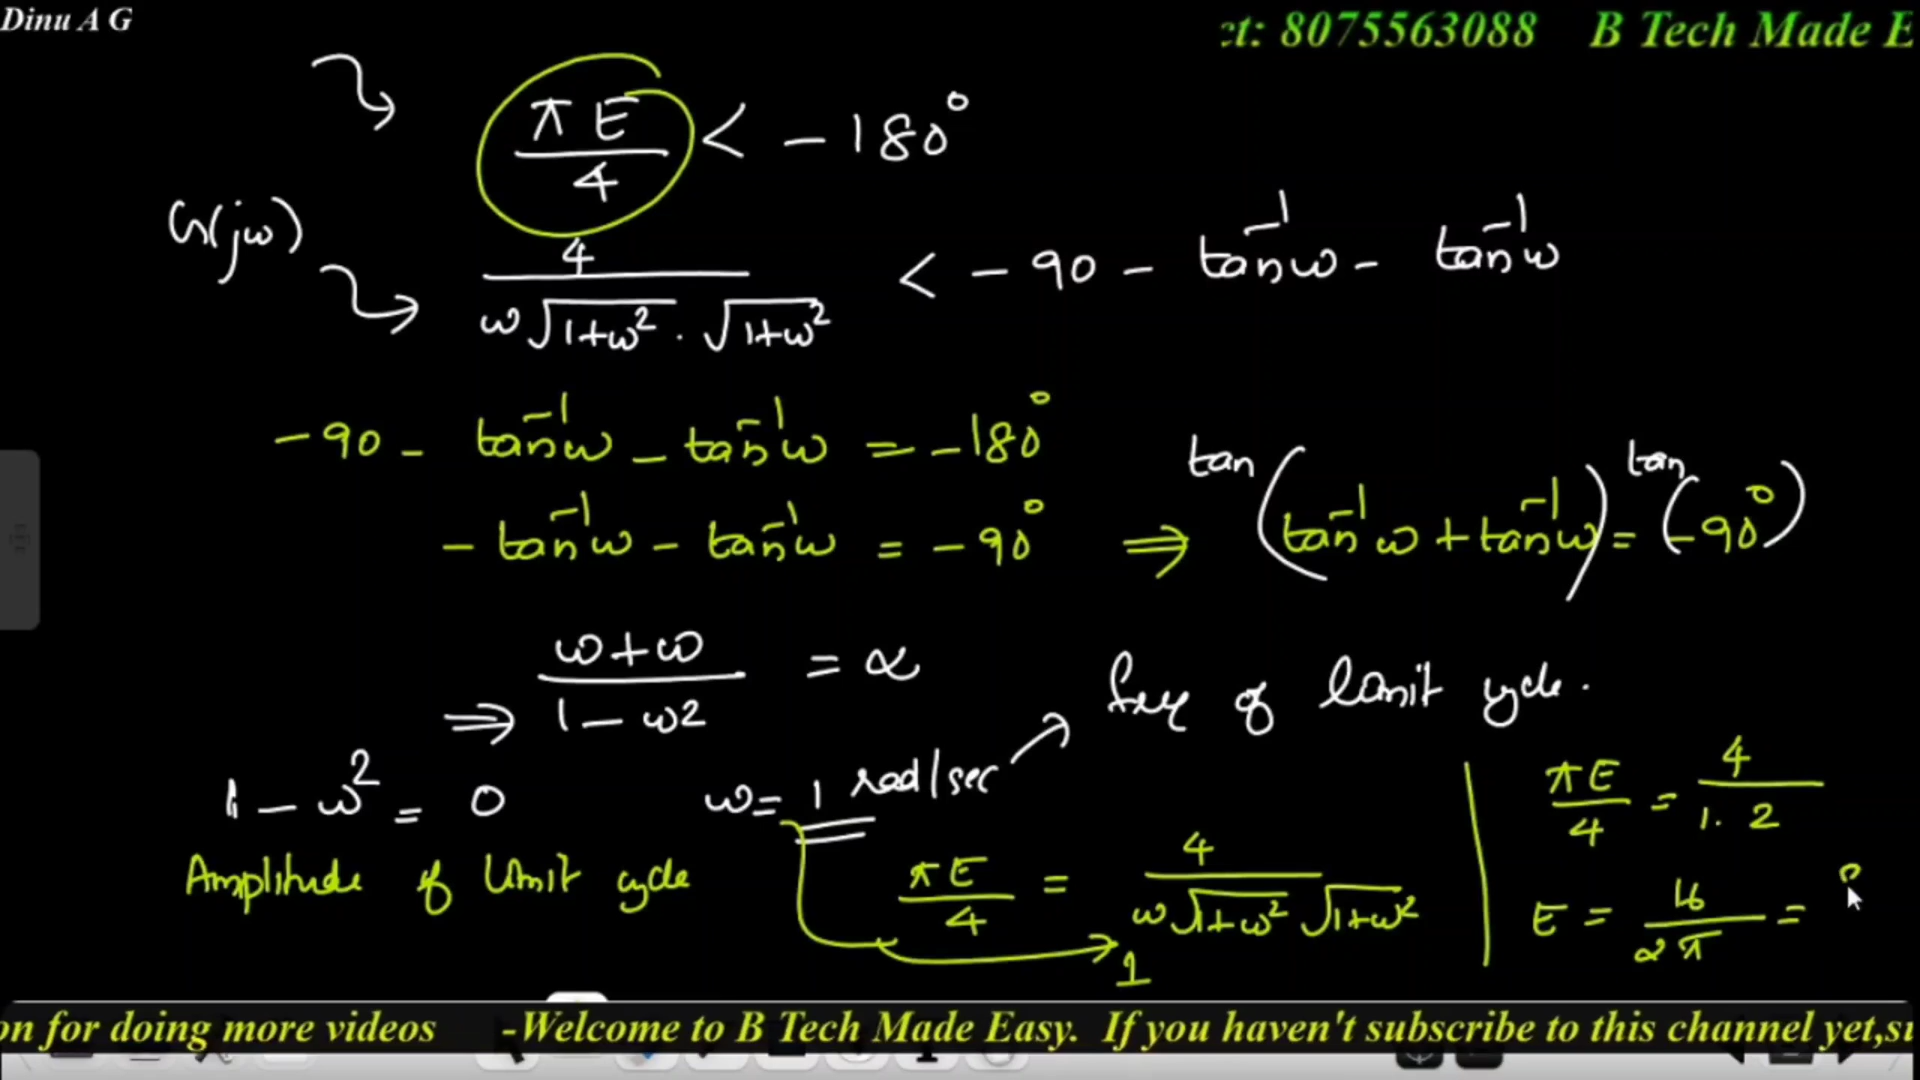 Dinu A G
ct: 8075563088 B Tech Made E
πE/4 < -180°
G(jω)
4/(ω√(1+ω²) · √(1+ω²)) < -90 - tan⁻¹ω - tan⁻¹ω
-90 - tan⁻¹ω - tan⁻¹ω = -180°
-tan⁻¹ω - tan⁻¹ω = -90° ⇒ tan(tan⁻¹ω + tan⁻¹ω) = tan(-90°)
⇒ (ω+ω)/(1-ω2) = α
freq of limit cycle.
1 - ω² = 0 ω = 1 rad/sec
Amplitude of limit cycle
πE/4 = 4/(ω√(1+ω²) √(1+ω²))
1
πE/4 = 4/(1. 2)
E = 16/(2π) =
on for doing more videos -Welcome to B Tech Made Easy. If you haven't subscribe to this channel yet,su